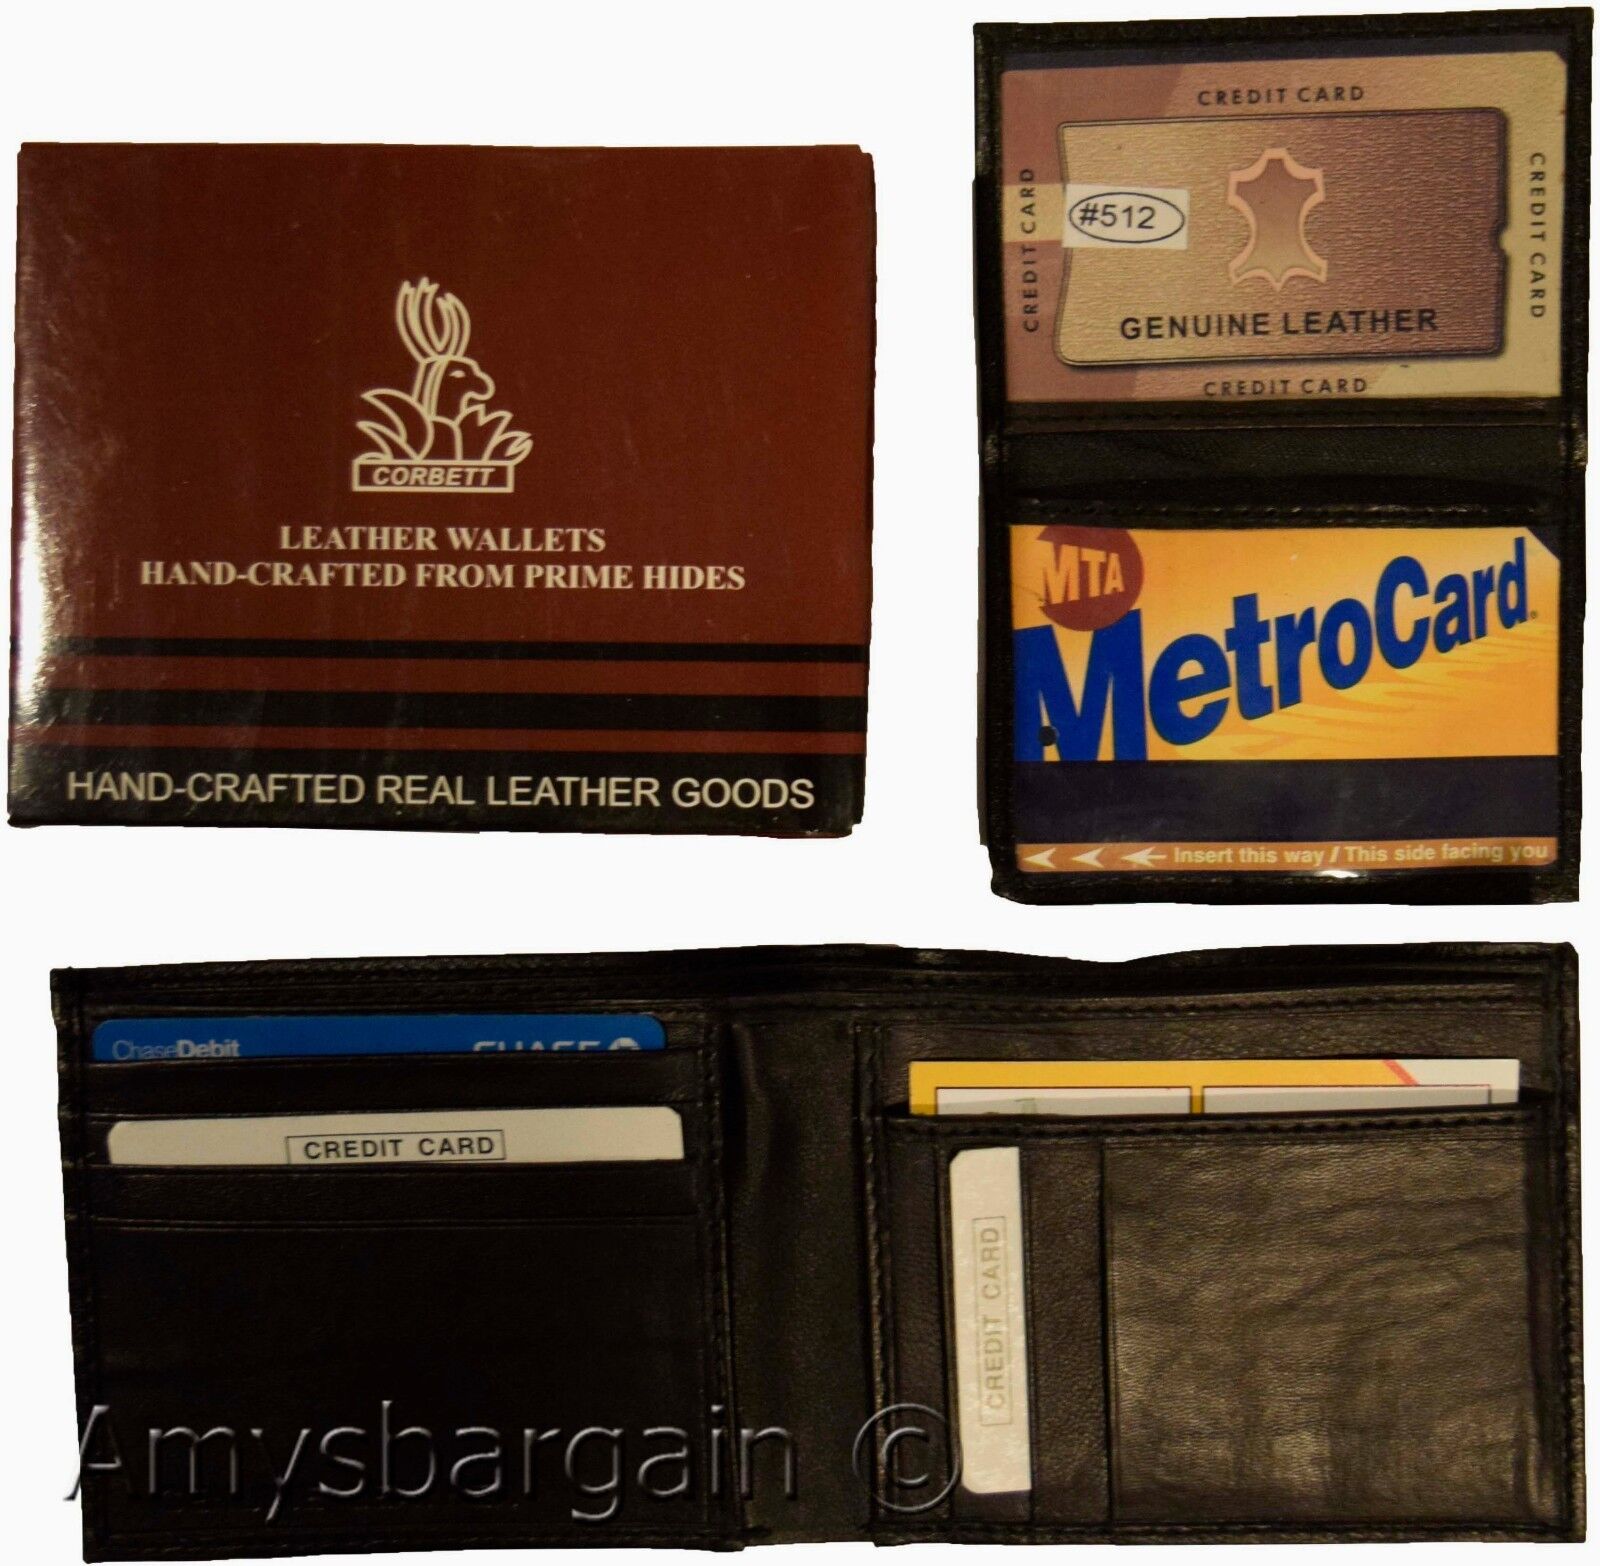 CORBETT
LEATHER WALLETS
HAND-CRAFTED FROM PRIME HIDES
HAND-CRAFTED REAL LEATHER GOODS
CREDIT CARD
CREDIT CARD
#512
CREDIT CARD
GENUINE LEATHER
CREDIT CARD
MTA
MetroCard
Insert this way / This side facing you
ChaseDebit
CHASE
CREDIT CARD
CREDIT CARD
Amysbargain ©